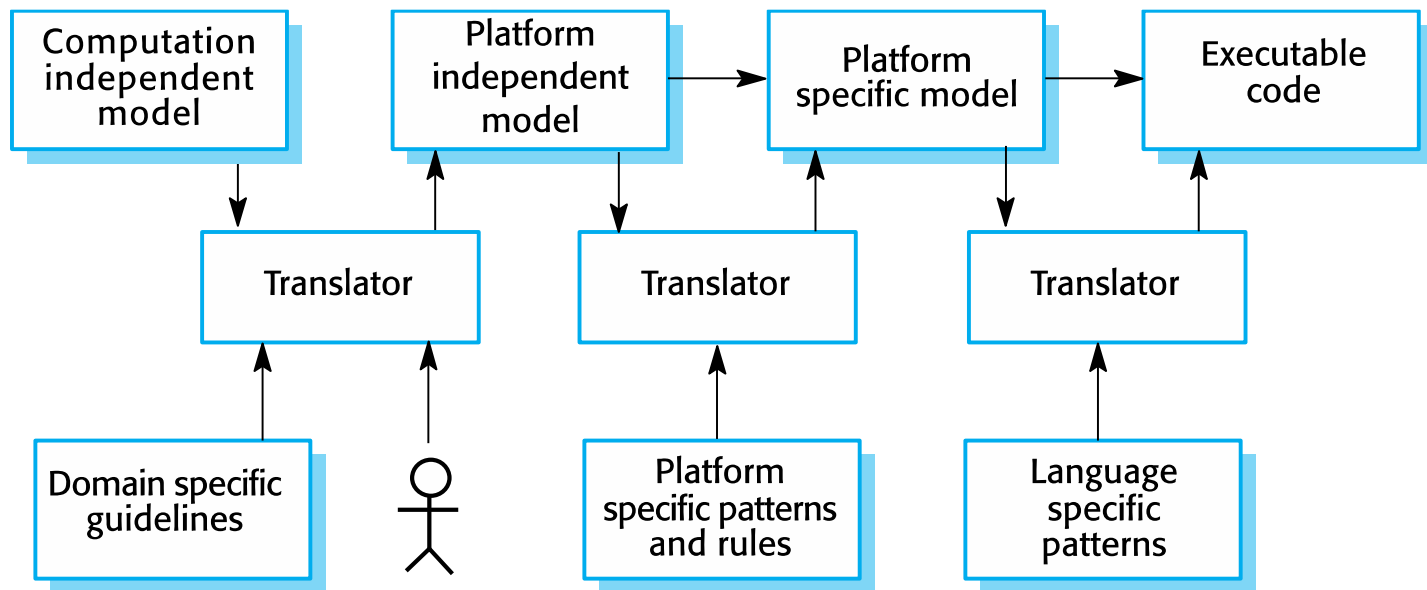 Computation
independent
model
Platform
independent
model
Platform
specific model
Executable
code
Translator
Translator
Translator
Domain specific
guidelines
Platform
specific patterns
and rules
Language
specific
patterns